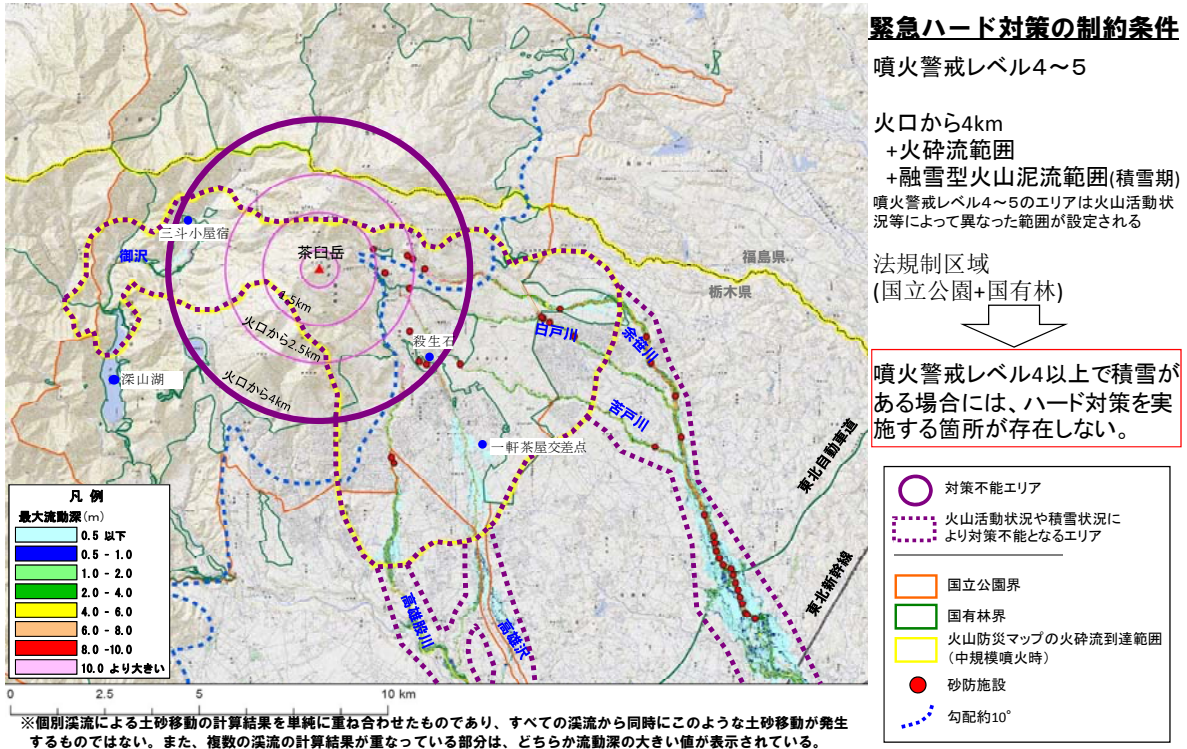 緊急ハード対策の制約条件
噴火警戒レベル4～5
火口から4km
+火砕流範囲
+融雪型火山泥流範囲(積雪期)
噴火警戒レベル4～5のエリアは火山活動状
況等によって異なった範囲が設定される
法規制区域
(国立公園+国有林)
噴火警戒レベル4以上で積雪が
ある場合には、ハード対策を実
施する箇所が存在しない。
三斗小屋宿
御沢
茶臼岳
福島県
栃木県
1.5km
火口から2.5km
火口から4km
深山湖
殺生石
白戸川
余笹川
苦戸川
一軒茶屋交差点
東北自動車道
東北新幹線
高雄股川
高雄沢
凡 例
最大流動深(m)
0.5 以下
0.5 - 1.0
1.0 - 2.0
2.0 - 4.0
4.0 - 6.0
6.0 - 8.0
8.0 -10.0
10.0 より大きい
0 2.5 5 10 km
対策不能エリア
火山活動状況や積雪状況に
より対策不能となるエリア
国立公園界
国有林界
火山防災マップの火砕流到達範囲
(中規模噴火時)
砂防施設
勾配約10°
※個別渓流による土砂移動の計算結果を単純に重ね合わせたものであり、すべての渓流から同時にこのような土砂移動が発生
するものではない。また、複数の渓流の計算結果が重なっている部分は、どちらか流動深の大きい値が表示されている。